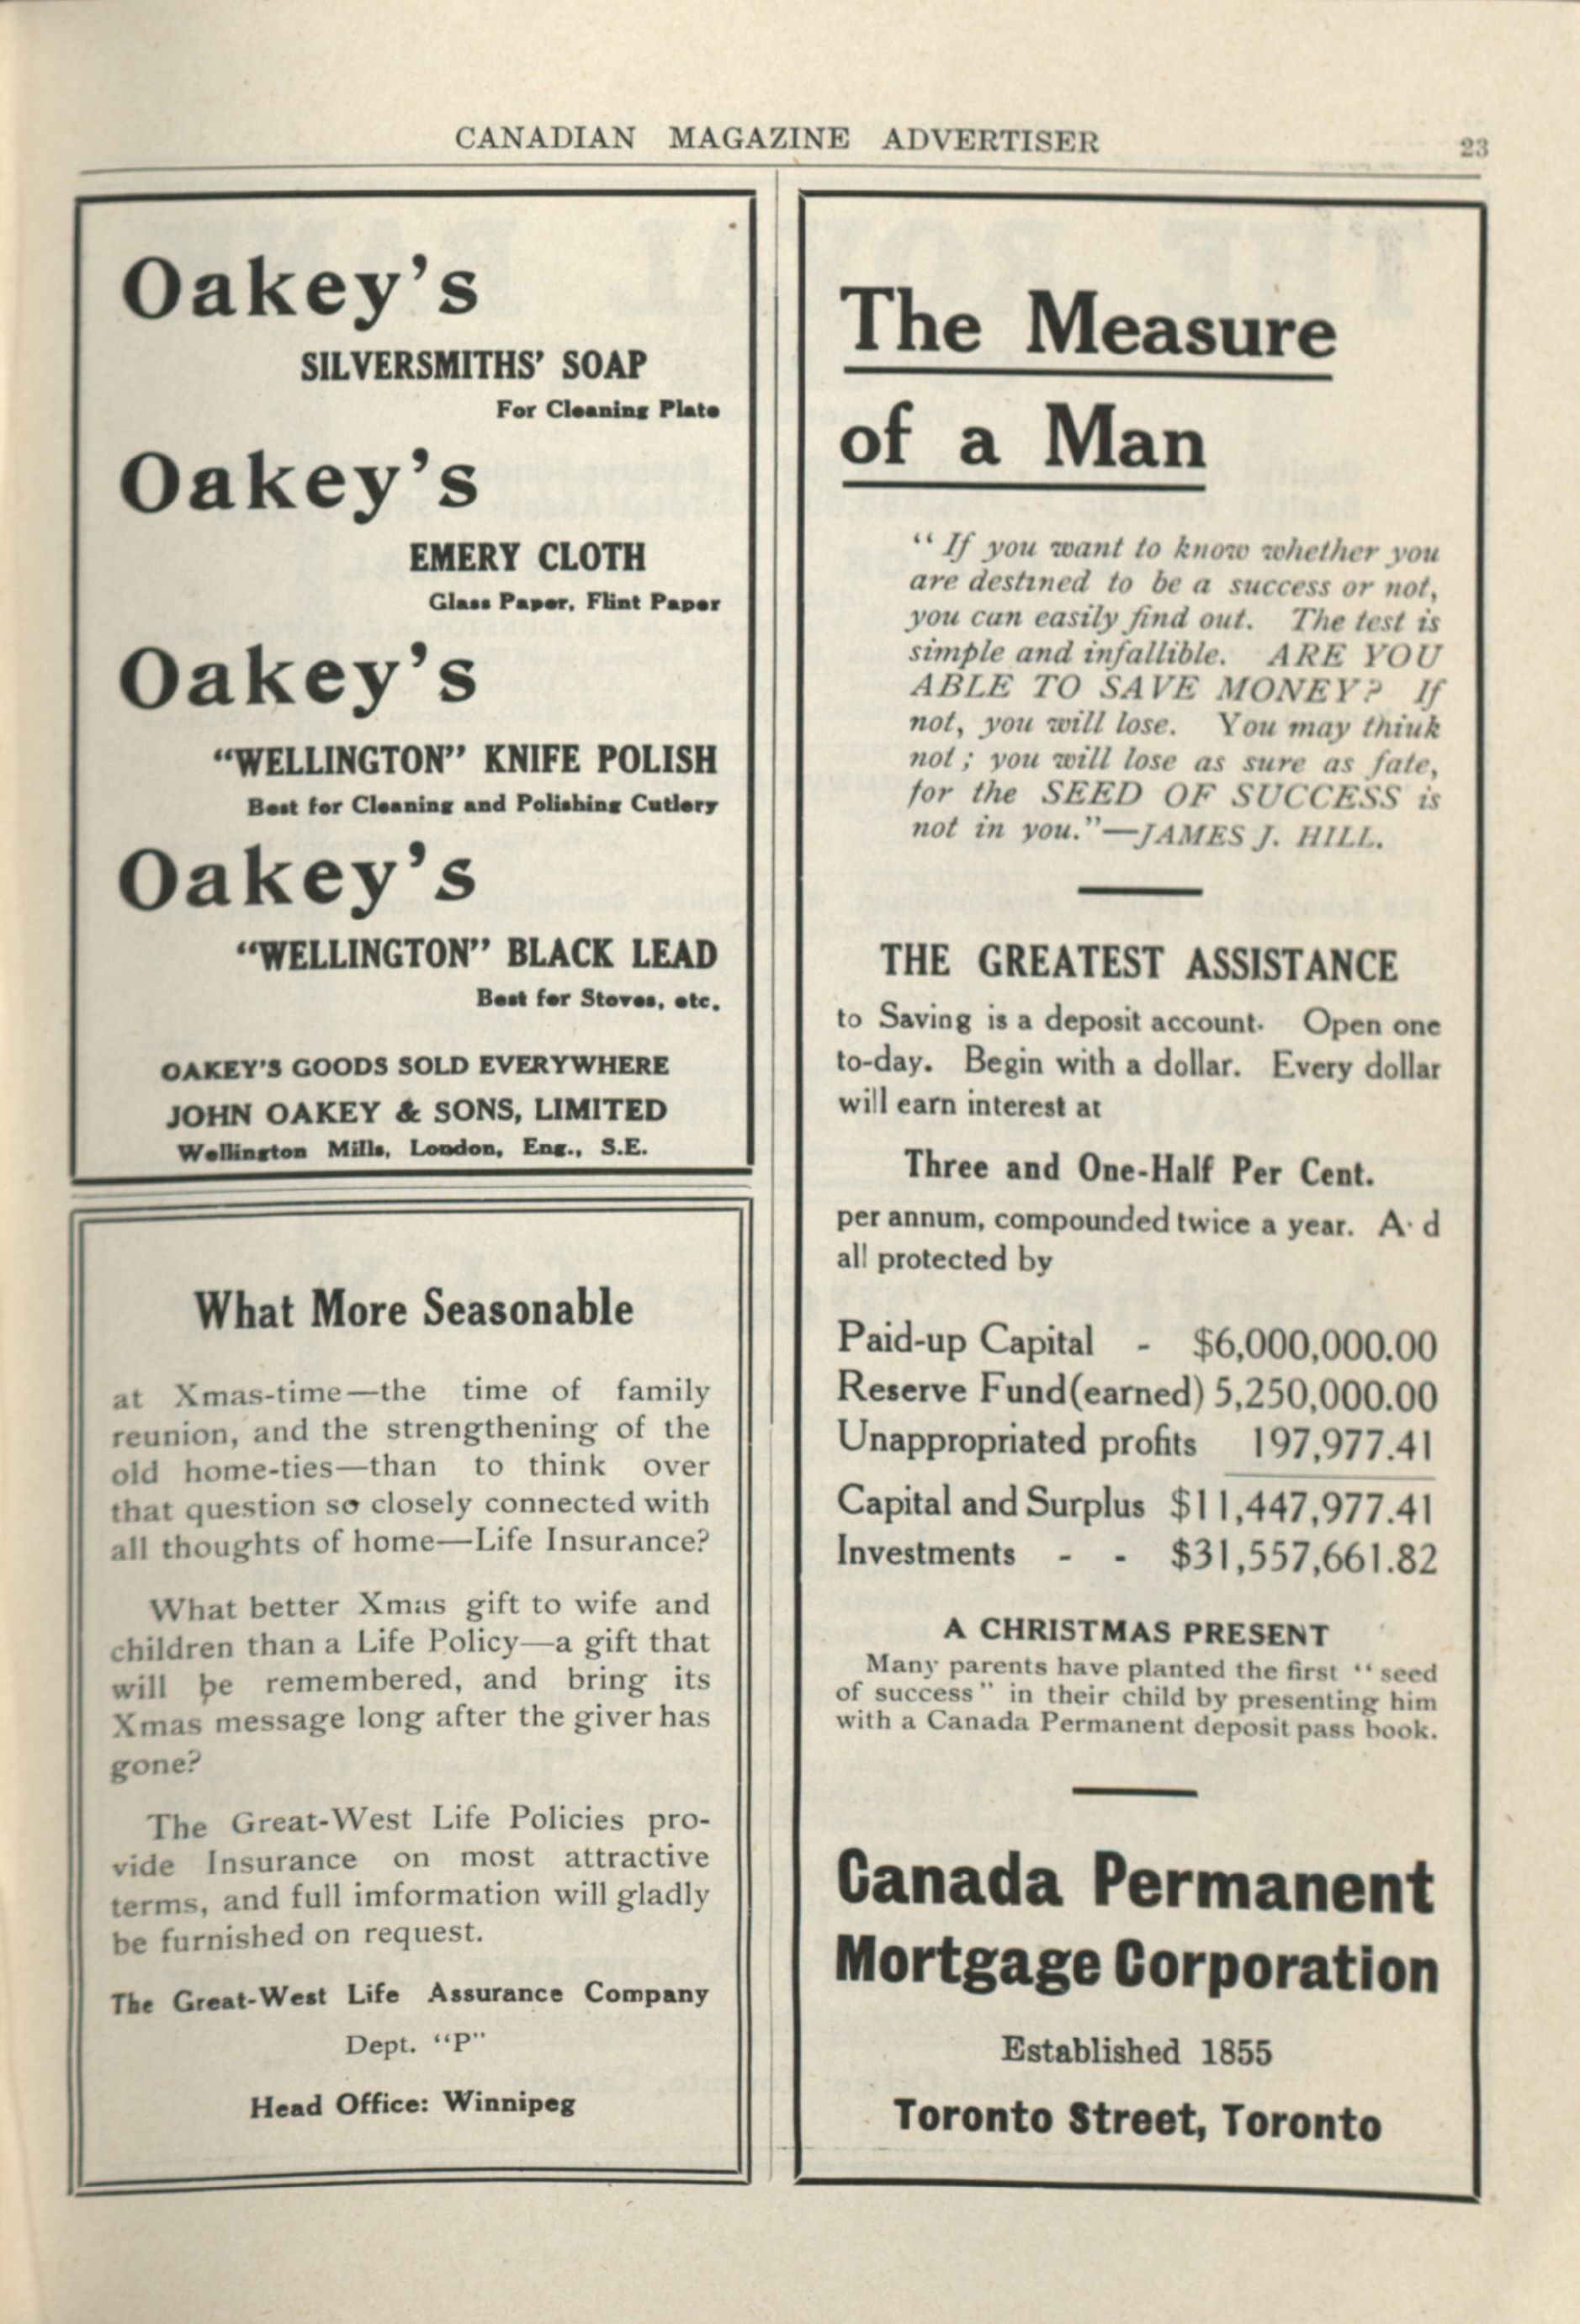 CANADIAN MAGAZINE ADVERTISER
23
Oakey's
SILVERSMITHS' SOAP
For Cleaning Plate
Oakey's
EMERY CLOTH
Glass Paper, Flint Paper
Oakey's
"WELLINGTON" KNIFE POLISH
Best for Cleaning and Polishing Cutlery
Oakey's
"WELLINGTON" BLACK LEAD
Best for Stoves, etc.
OAKEY'S GOODS SOLD EVERYWHERE
JOHN OAKEY & SONS, LIMITED
Wellington Mills, London, Eng., S.E.
What More Seasonable
at Xmas-time—the time of family
reunion, and the strengthening of the
old home-ties—than to think over
that question so closely connected with
all thoughts of home—Life Insurance?
What better Xmas gift to wife and
children than a Life Policy—a gift that
will be remembered, and bring its
Xmas message long after the giver has
gone?
The Great-West Life Policies pro-
vide Insurance on most attractive
terms, and full imformation will gladly
be furnished on request.
The Great-West Life Assurance Company
Dept. "P"
Head Office: Winnipeg
The Measure
of a Man
"If you want to know whether you
are destined to be a success or not,
you can easily find out. The test is
simple and infallible. ARE YOU
ABLE TO SAVE MONEY? If
not, you will lose. You may think
not; you will lose as sure as fate,
for the SEED OF SUCCESS is
not in you."—JAMES J. HILL.
THE GREATEST ASSISTANCE
to Saving is a deposit account. Open one
to-day. Begin with a dollar. Every dollar
will earn interest at
Three and One-Half Per Cent.
per annum, compounded twice a year. A d
all protected by
Paid-up Capital - $6,000,000.00
Reserve Fund (earned) 5,250,000.00
Unappropriated profits 197,977.41
Capital and Surplus $11,447,977.41
Investments - - $31,557,661.82
A CHRISTMAS PRESENT
Many parents have planted the first "seed
of success" in their child by presenting him
with a Canada Permanent deposit pass book.
Canada Permanent
Mortgage Corporation
Established 1855
Toronto Street, Toronto